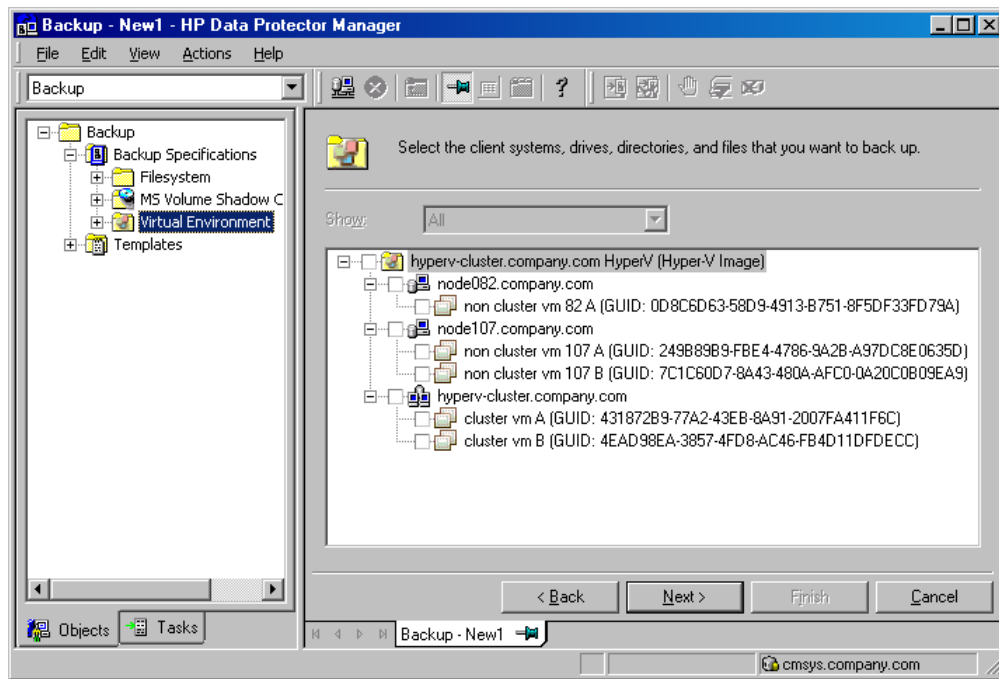 Backup - New1 - HP Data Protector Manager
File Edit View Actions Help
Backup
Backup
Backup Specifications
Filesystem
MS Volume Shadow C
Virtual Environment
Templates
Select the client systems, drives, directories, and files that you want to back up.
Show: All
hyperv-cluster.company.com HyperV (Hyper-V Image)
node082.company.com
non cluster vm 82 A (GUID: 0D8C6D63-58D9-4913-B751-8F5DF33FD79A)
node107.company.com
non cluster vm 107 A (GUID: 249B89B9-FBE4-4786-9A2B-A97DC8E0635D)
non cluster vm 107 B (GUID: 7C1C60D7-8A43-480A-AFC0-0A20C0B09EA9)
hyperv-cluster.company.com
cluster vm A (GUID: 431872B9-77A2-43EB-8A91-2007FA411F6C)
cluster vm B (GUID: 4EAD98EA-3857-4FD8-AC46-FB4D11DFDECC)
< Back Next > Finish Cancel
Objects Tasks
Backup - New1
cmsys.company.com